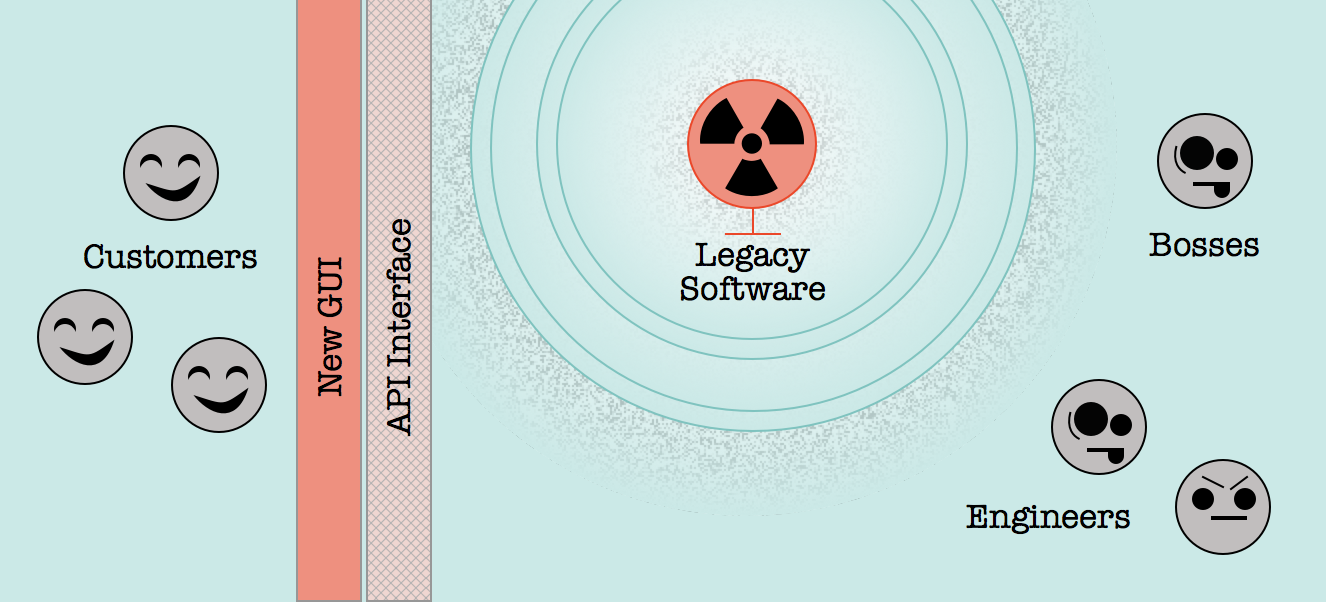 Customers
New GUI
API Interface
Legacy
Software
Bosses
Engineers